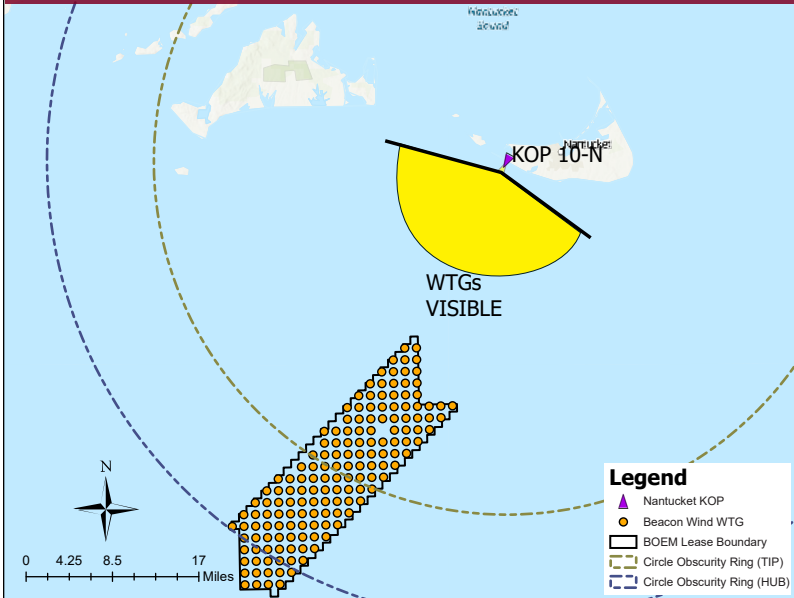 Nantucket
Sound
Nantucket
KOP 10-N
WTGs
VISIBLE
N
0 4.25 8.5 17
Miles
Legend
Nantucket KOP
Beacon Wind WTG
BOEM Lease Boundary
Circle Obscurity Ring (TIP)
Circle Obscurity Ring (HUB)